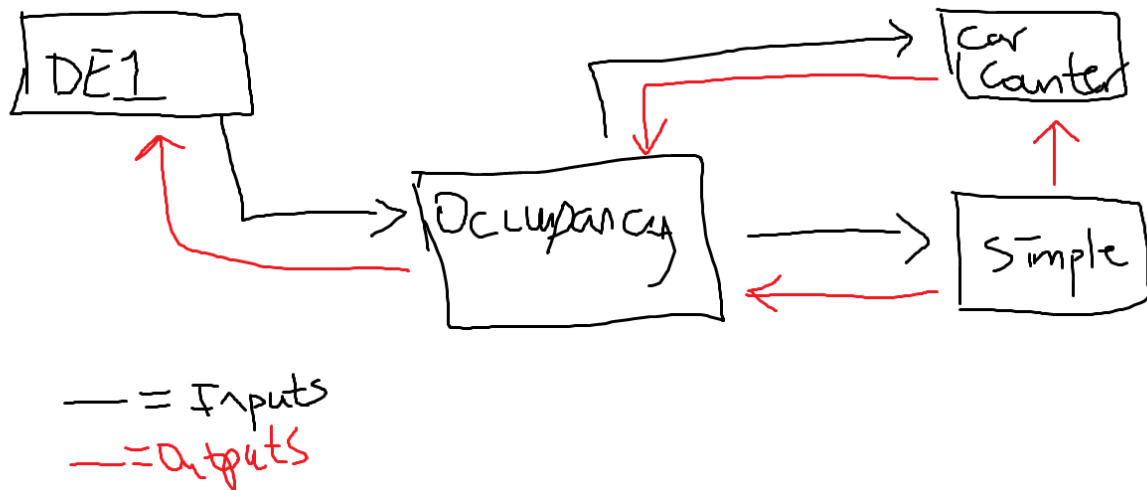 DE1
Car
Counter
Occupancy
Simple
— = Inputs
— = Outputs